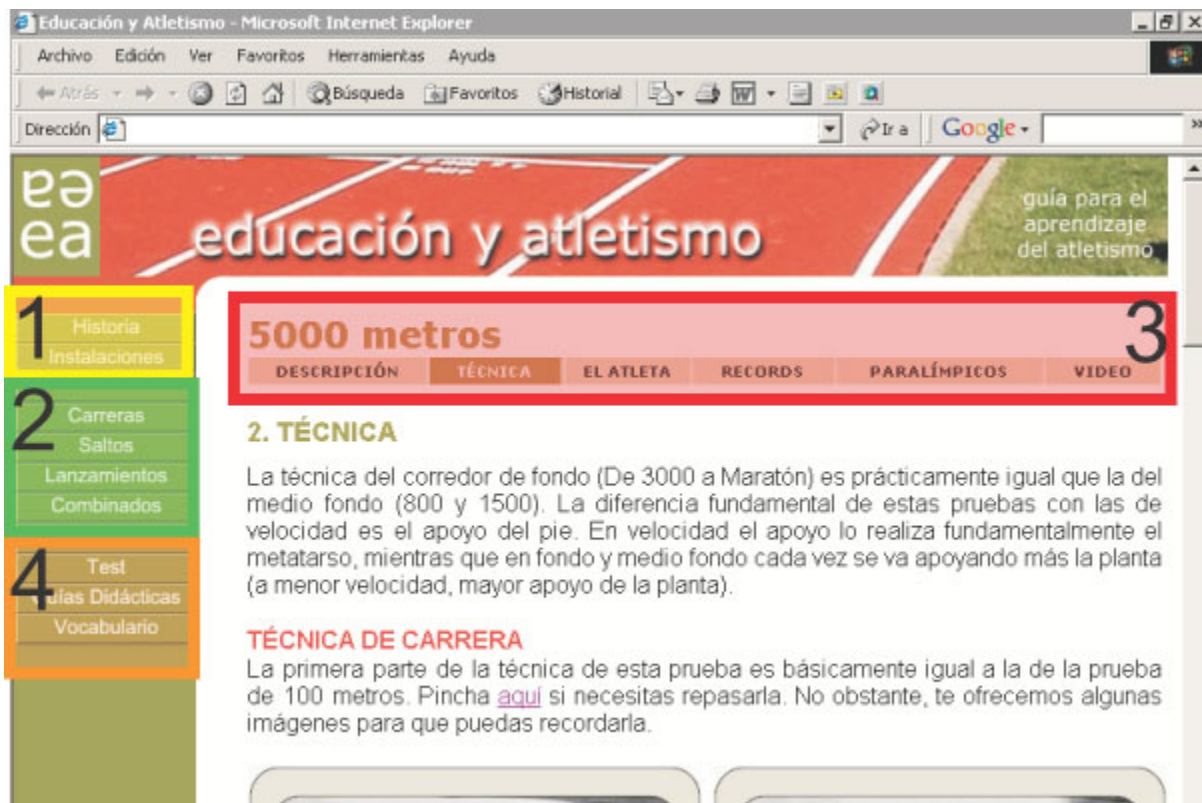 Educación y Atletismo - Microsoft Internet Explorer
Archivo Edición Ver Favoritos Herramientas Ayuda
Atrás Búsqueda Favoritos Historial
Dirección Ir a Google
ea
ea
educación y atletismo
guía para el
aprendizaje
del atletismo
1
Historia
Instalaciones
2
Carreras
Saltos
Lanzamientos
Combinados
4
Test
Guías Didácticas
Vocabulario
3
5000 metros
DESCRIPCIÓN TÉCNICA EL ATLETA RECORDS PARALÍMPICOS VIDEO
2. TÉCNICA
La técnica del corredor de fondo (De 3000 a Maratón) es prácticamente igual que la del
medio fondo (800 y 1500). La diferencia fundamental de estas pruebas con las de
velocidad es el apoyo del pie. En velocidad el apoyo lo realiza fundamentalmente el
metatarso, mientras que en fondo y medio fondo cada vez se va apoyando más la planta
(a menor velocidad, mayor apoyo de la planta).
TÉCNICA DE CARRERA
La primera parte de la técnica de esta prueba es básicamente igual a la de la prueba
de 100 metros. Pincha aquí si necesitas repasarla. No obstante, te ofrecemos algunas
imágenes para que puedas recordarla.